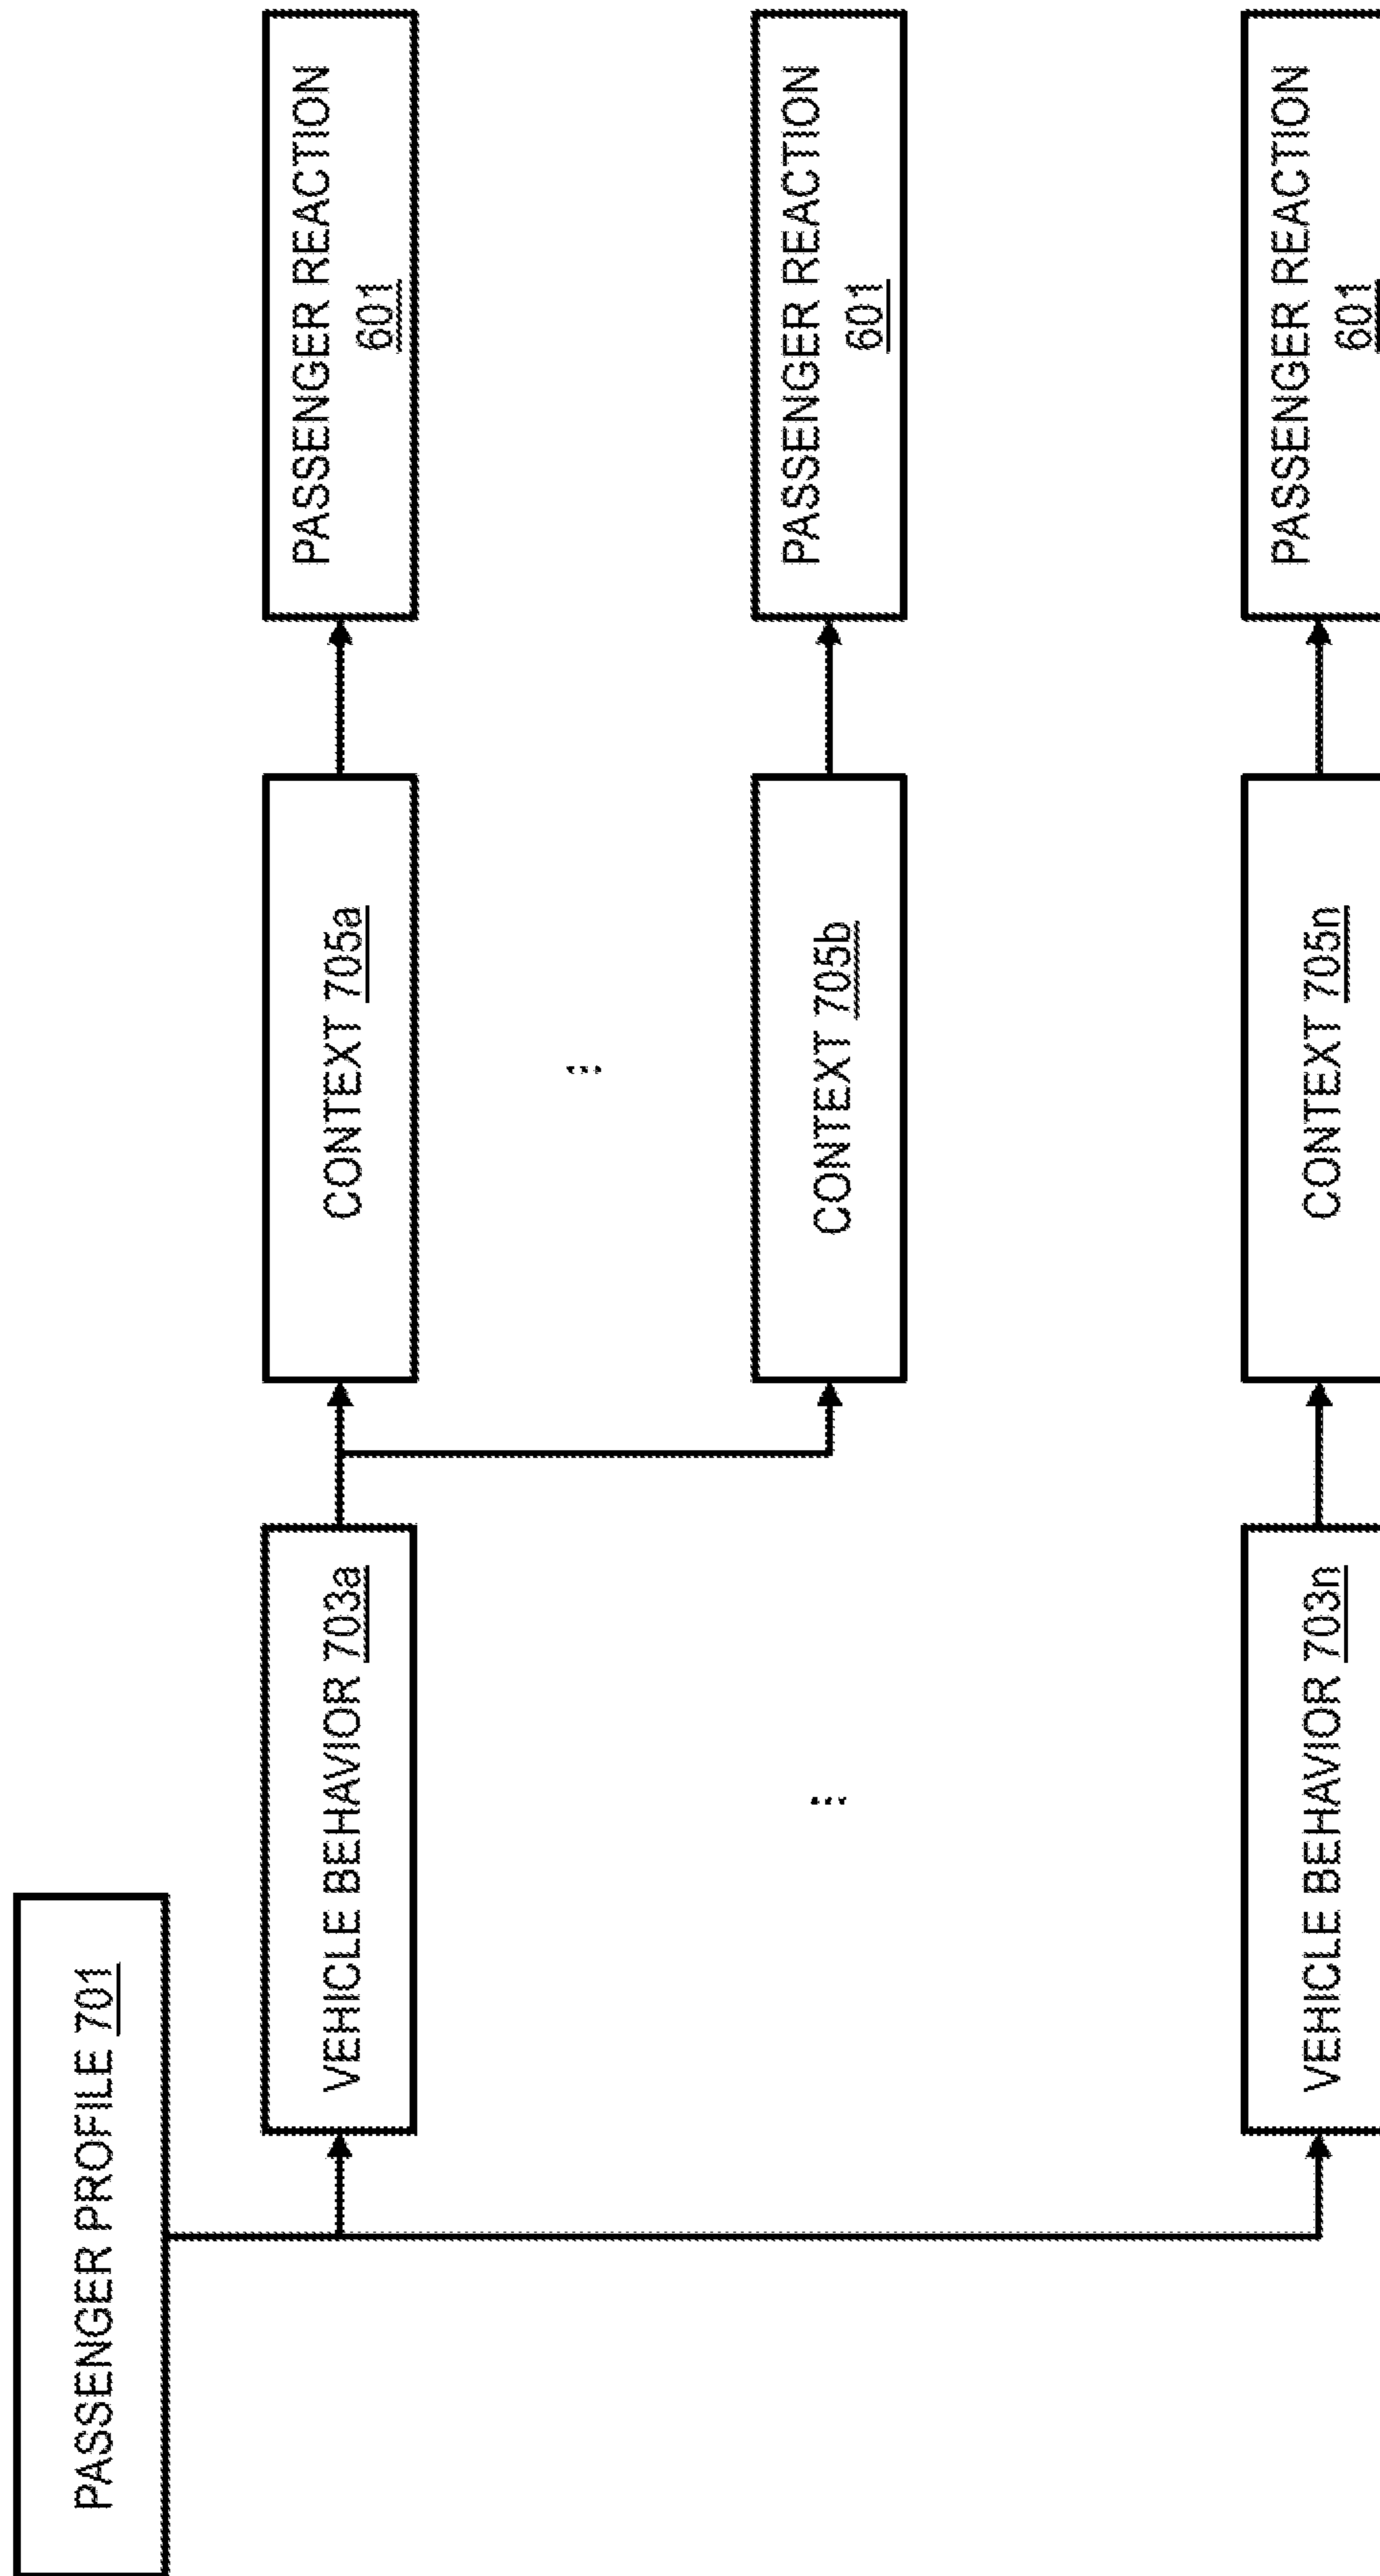 PASSENGER PROFILE 701
VEHICLE BEHAVIOR 703a
CONTEXT 705a
PASSENGER REACTION
601
...
CONTEXT 705b
PASSENGER REACTION
601
...
VEHICLE BEHAVIOR 703n
CONTEXT 705n
PASSENGER REACTION
601